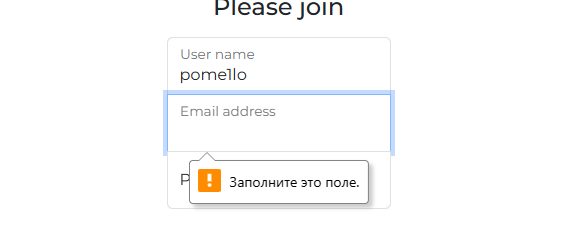 Please join
User name
pome1lo
Email address
Заполните это поле.